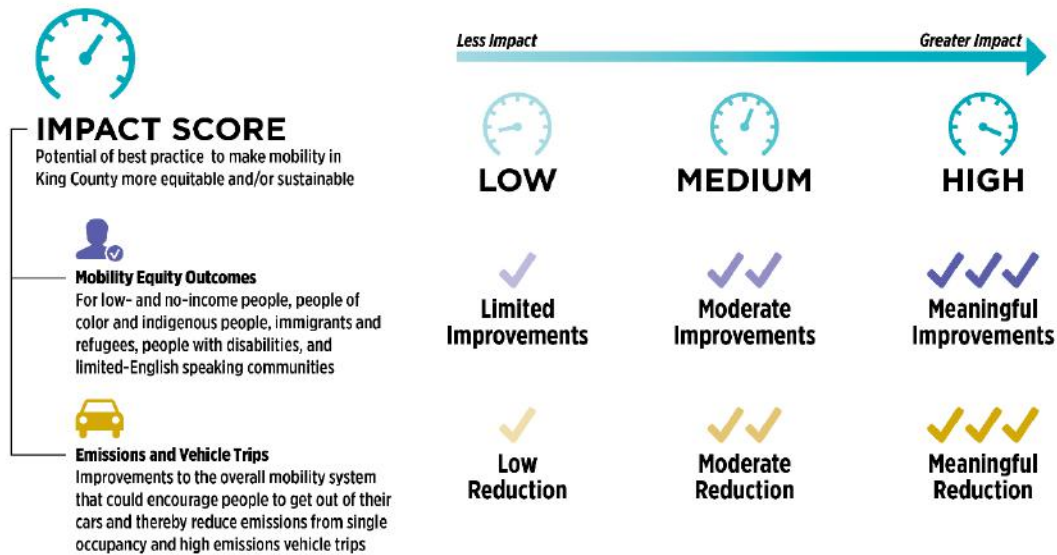 Less Impact
Greater Impact
IMPACT SCORE
Potential of best practice to make mobility in
King County more equitable and/or sustainable
LOW
MEDIUM
HIGH
Mobility Equity Outcomes
For low- and no-income people, people of
color and indigenous people, immigrants and
refugees, people with disabilities, and
limited-English speaking communities
Limited
Improvements
Moderate
Improvements
Meaningful
Improvements
Emissions and Vehicle Trips
Improvements to the overall mobility system
that could encourage people to get out of their
cars and thereby reduce emissions from single
occupancy and high emissions vehicle trips
Low
Reduction
Moderate
Reduction
Meaningful
Reduction